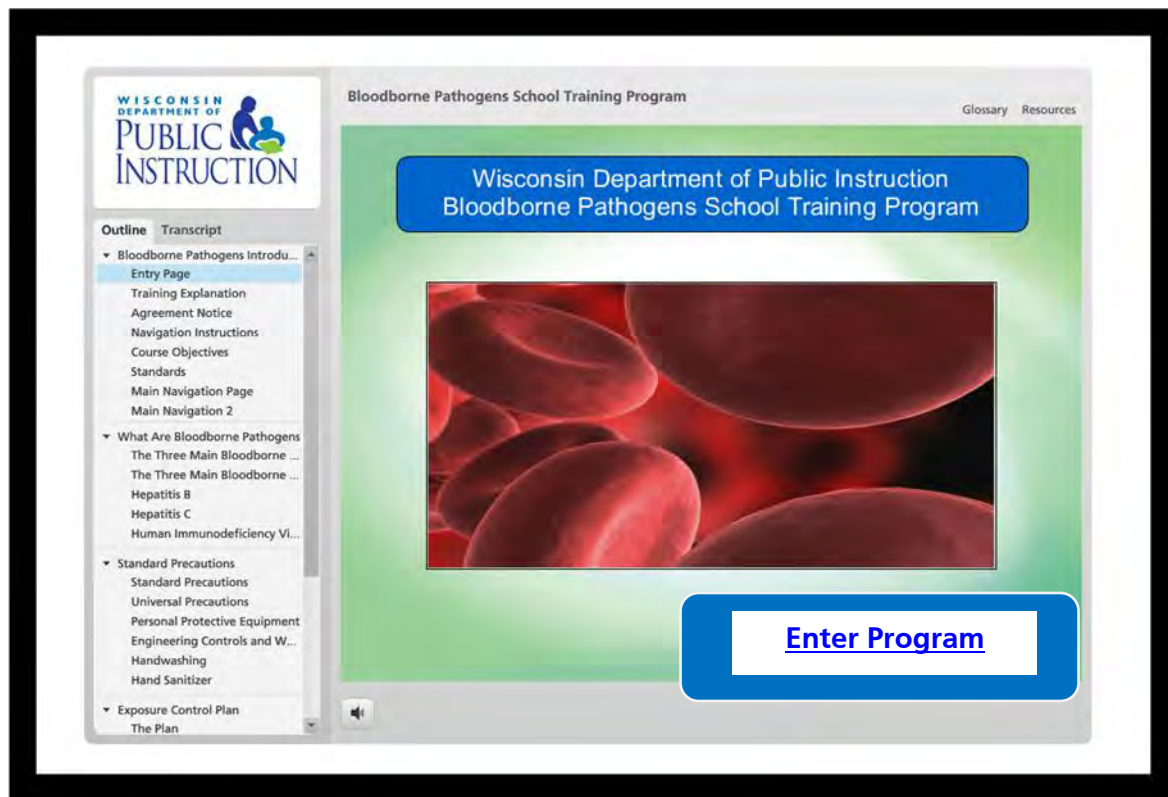 WISCONSIN
DEPARTMENT OF
PUBLIC
INSTRUCTION
Bloodborne Pathogens School Training Program
Glossary Resources
Wisconsin Department of Public Instruction
Bloodborne Pathogens School Training Program
Outline Transcript
Bloodborne Pathogens Introdu...
Entry Page
Training Explanation
Agreement Notice
Navigation Instructions
Course Objectives
Standards
Main Navigation Page
Main Navigation 2
What Are Bloodborne Pathogens
The Three Main Bloodborne ...
The Three Main Bloodborne ...
Hepatitis B
Hepatitis C
Human Immunodeficiency Vi...
Standard Precautions
Standard Precautions
Universal Precautions
Personal Protective Equipment
Engineering Controls and W...
Handwashing
Hand Sanitizer
Exposure Control Plan
The Plan
Enter Program